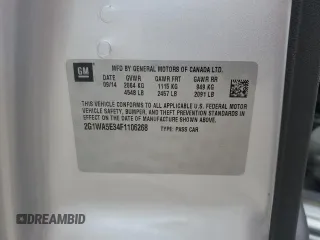 GM
MFD BY GENERAL MOTORS OF CANADA LTD.
DATE GVWR GAWR FRT GAWR RR
09/14 2064 KG 1115 KG 949 KG
4548 LB 2457 LB 2091 LB
THIS VEHICLE CONFORMS TO ALL APPLICABLE U.S. FEDERAL MOTOR
VEHICLE SAFETY, BUMPER, AND THEFT PREVENTION STANDARDS
IN EFFECT ON THE DATE OF MANUFACTURE SHOWN ABOVE.
2G1WA5E34F1106268 TYPE: PASS CAR
DREAMBID